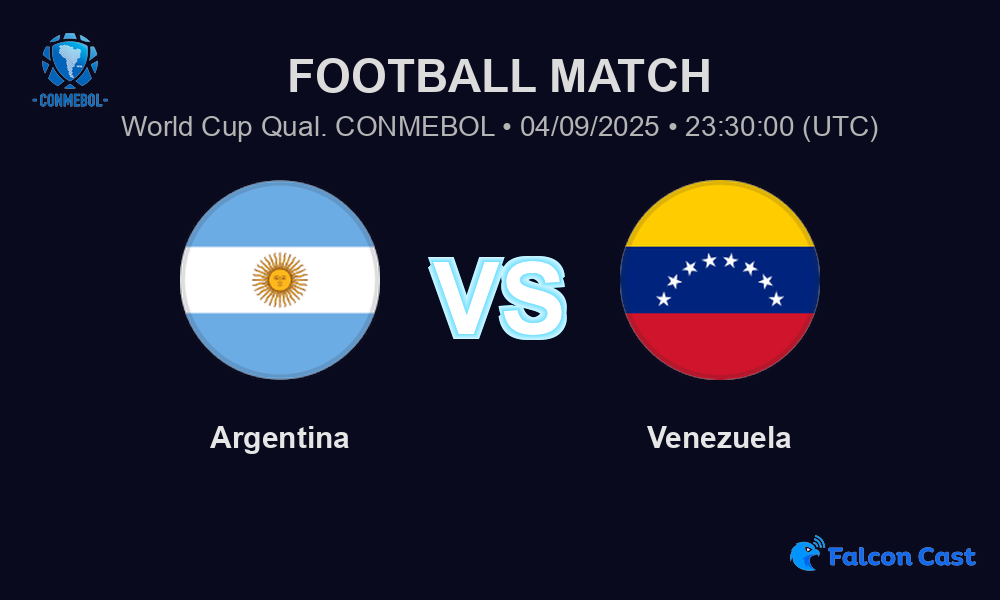 FOOTBALL MATCH
-CONMEBOL-
World Cup Qual. CONMEBOL • 04/09/2025 • 23:30:00 (UTC)
VS
Argentina
Venezuela
Falcon Cast